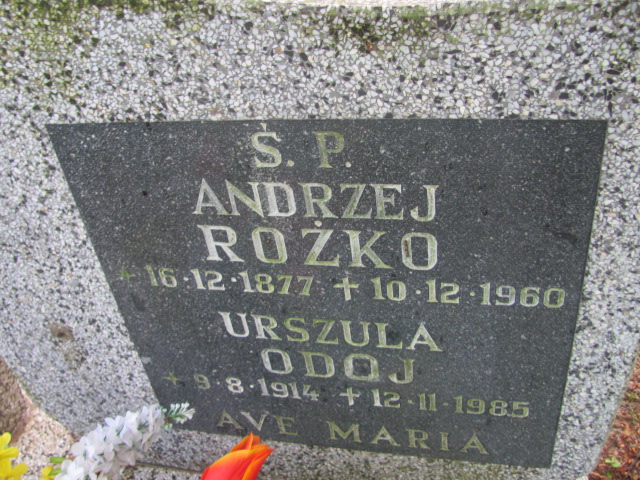 Ś. P.
ANDRZEJ
ROŻKO
* 16·12·1877 + 10·12·1960
URSZULA
ODOJ
* 9·8·1914 + 12·11·1985
AVE MARIA